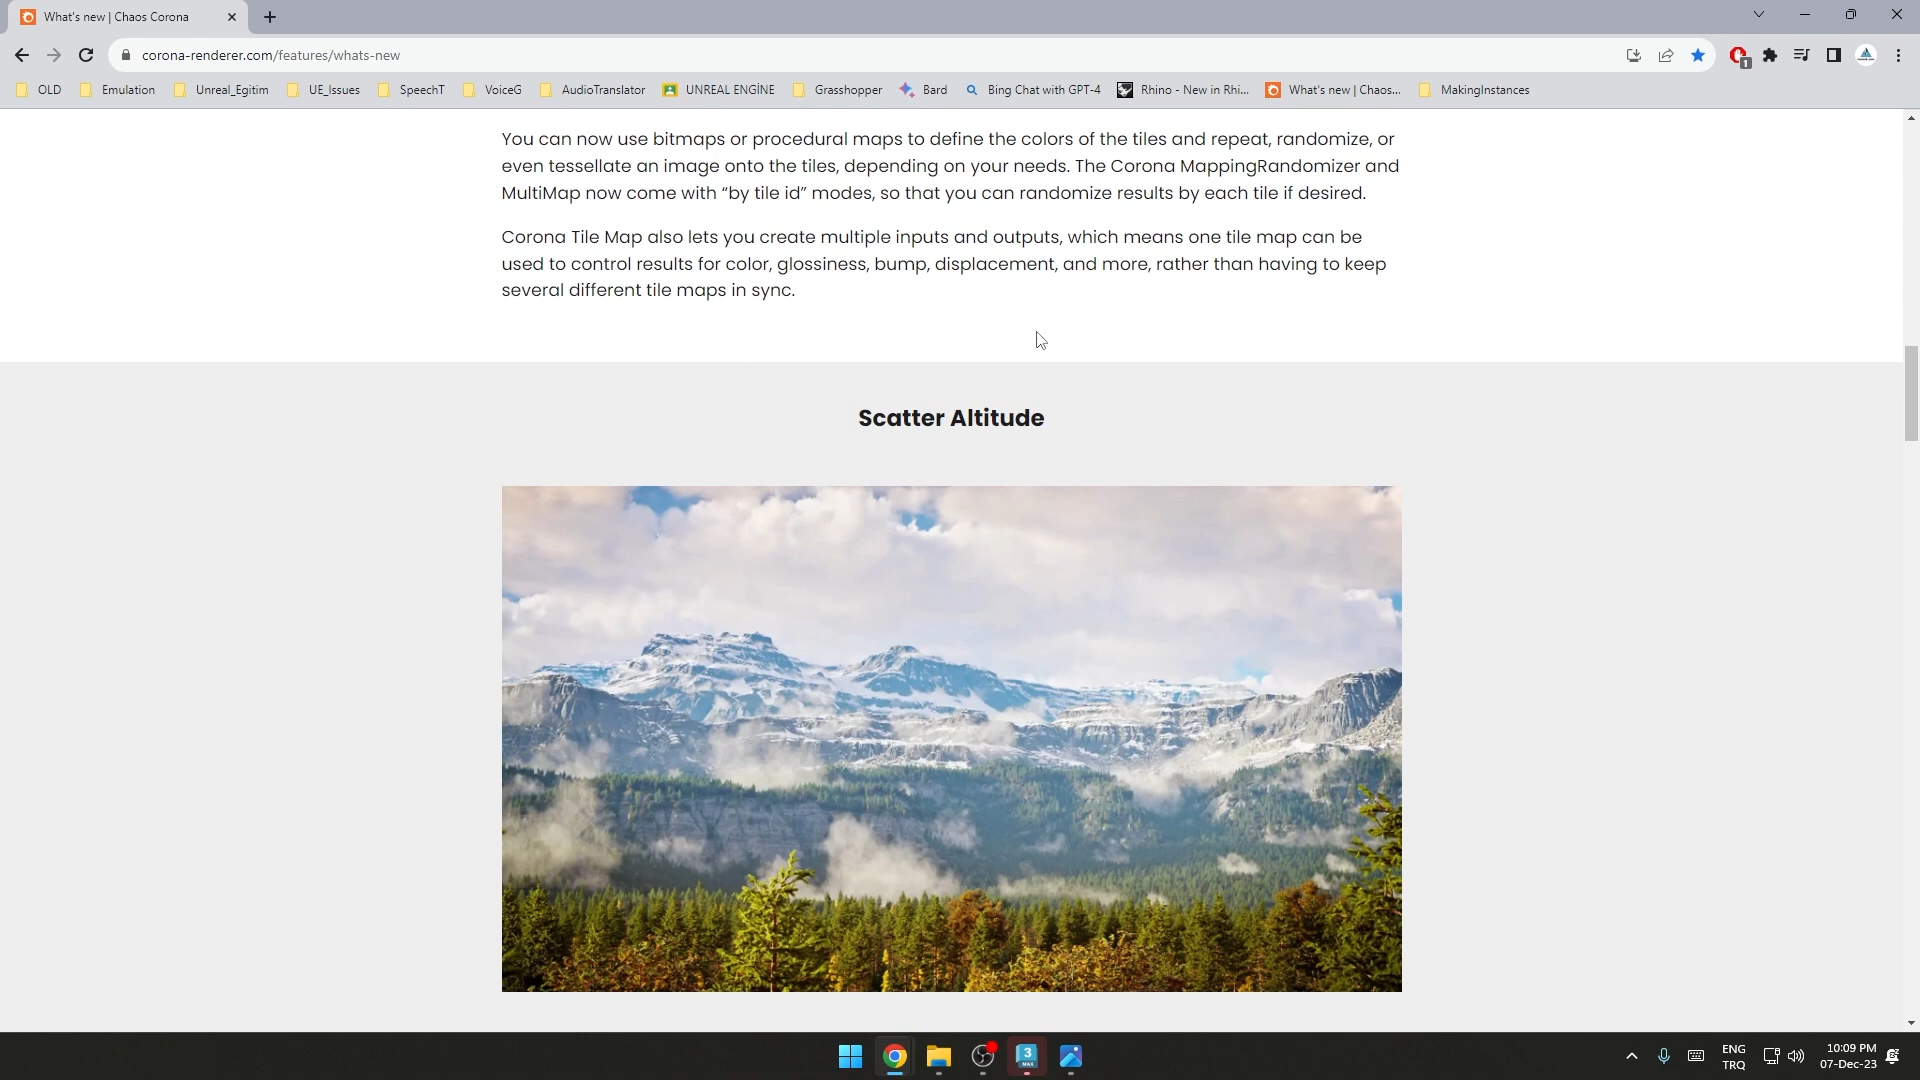 What's new | Chaos Corona
corona-renderer.com/features/whats-new
1
OLD
Emulation
Unreal_Egitim
UE_Issues
SpeechT
VoiceG
AudioTranslator
UNREAL ENGİNE
Grasshopper
Bard
Bing Chat with GPT-4
Rhino - New in Rhi...
What's new | Chaos...
MakingInstances
You can now use bitmaps or procedural maps to define the colors of the tiles and repeat, randomize, or
even tessellate an image onto the tiles, depending on your needs. The Corona MappingRandomizer and
MultiMap now come with “by tile id” modes, so that you can randomize results by each tile if desired.
Corona Tile Map also lets you create multiple inputs and outputs, which means one tile map can be
used to control results for color, glossiness, bump, displacement, and more, rather than having to keep
several different tile maps in sync.
Scatter Altitude
3
MAX
ENG
TRQ
10:09 PM
07-Dec-23